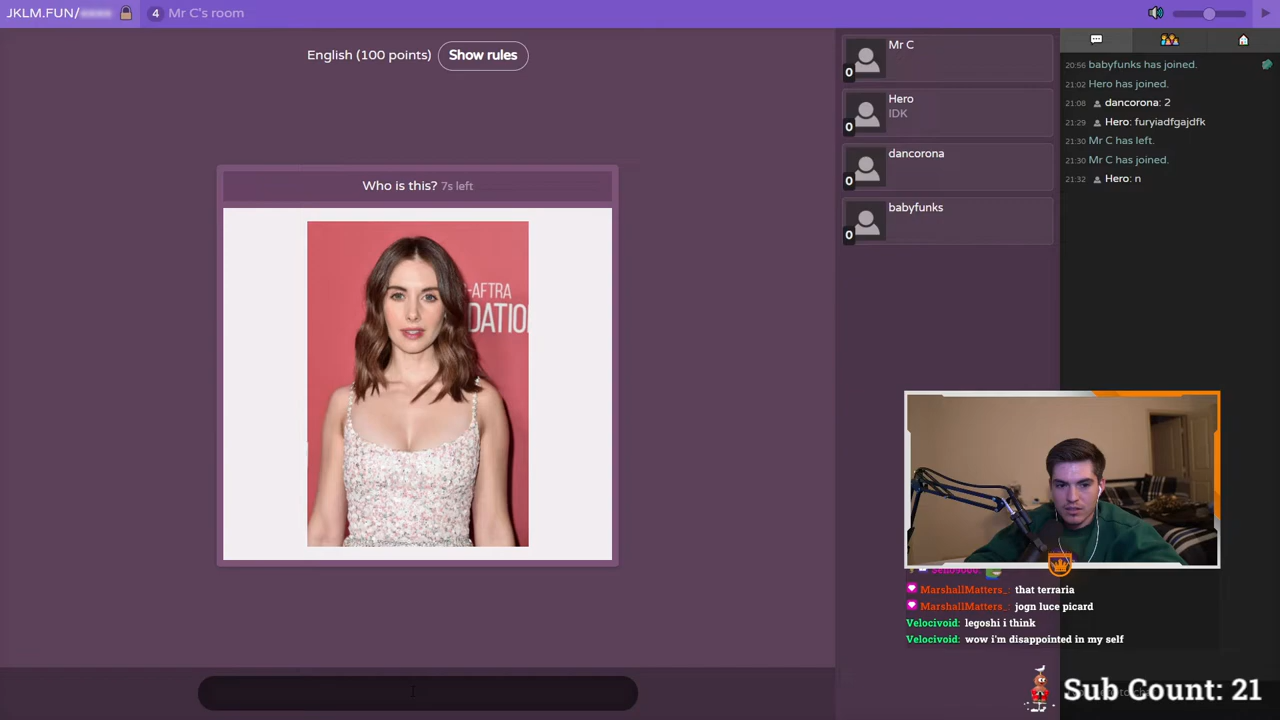 JKLM.FUN/
4 Mr C's room
English (100 points) Show rules
Who is this? 7s left
-AFTRA
DATIO
Mr C
0
Hero
IDK
0
dancorona
0
babyfunks
0
20:56 babyfunks has joined.
21:02 Hero has joined.
21:08 dancorona: 2
21:29 Hero: furyiadfgajdfk
21:30 Mr C has left.
21:30 Mr C has joined.
21:32 Hero: n
MarshallMatters_: that terraria
MarshallMatters_: jogn luce picard
Velocivoid: legoshi i think
Velocivoid: wow i'm disappointed in my self
Sub Count: 21